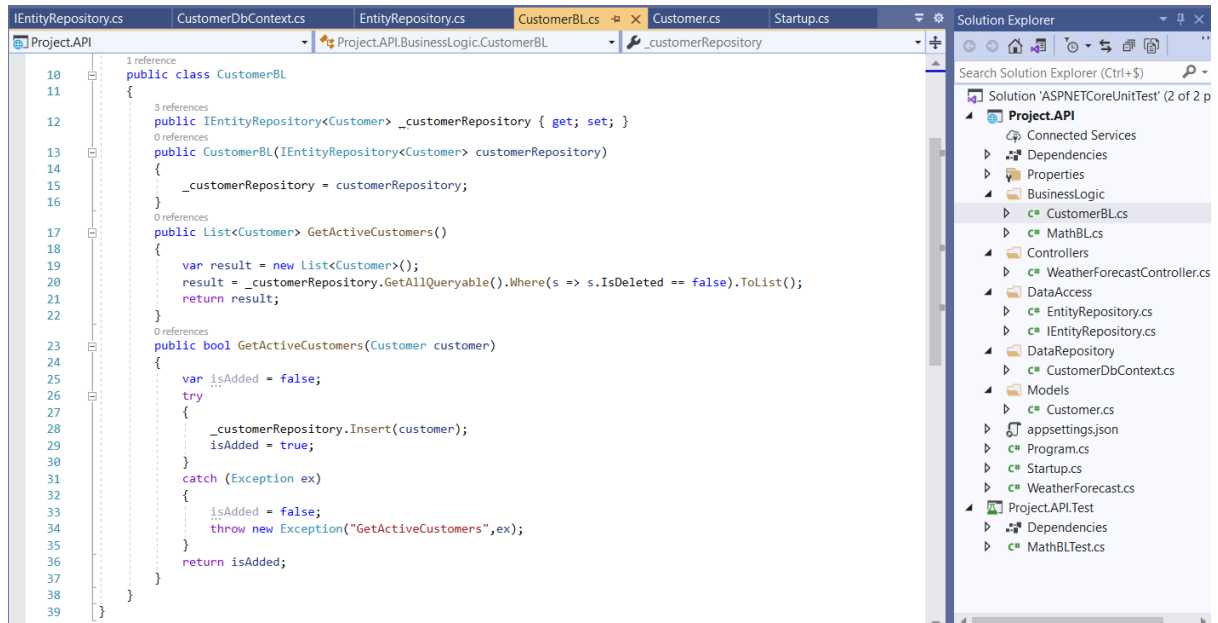 IEntityRepository.cs CustomerDbContext.cs EntityRepository.cs CustomerBL.cs Customer.cs Startup.cs
Project.API Project.API.BusinessLogic.CustomerBL _customerRepository
1 reference
10 public class CustomerBL
11 {
3 references
12 public IEntityRepository<Customer> _customerRepository { get; set; }
0 references
13 public CustomerBL(IEntityRepository<Customer> customerRepository)
14 {
15 _customerRepository = customerRepository;
16 }
0 references
17 public List<Customer> GetActiveCustomers()
18 {
19 var result = new List<Customer>();
20 result = _customerRepository.GetAllQueryable().Where(s => s.IsDeleted == false).ToList();
21 return result;
22 }
0 references
23 public bool GetActiveCustomers(Customer customer)
24 {
25 var isAdded = false;
26 try
27 {
28 _customerRepository.Insert(customer);
29 isAdded = true;
30 }
31 catch (Exception ex)
32 {
33 isAdded = false;
34 throw new Exception("GetActiveCustomers",ex);
35 }
36 return isAdded;
37 }
38 }
39 }
Solution Explorer
Search Solution Explorer (Ctrl+$)
Solution 'ASPNETCoreUnitTest' (2 of 2 p
Project.API
Connected Services
Dependencies
Properties
BusinessLogic
C# CustomerBL.cs
C# MathBL.cs
Controllers
C# WeatherForecastController.cs
DataAccess
C# EntityRepository.cs
C# IEntityRepository.cs
DataRepository
C# CustomerDbContext.cs
Models
C# Customer.cs
appsettings.json
C# Program.cs
C# Startup.cs
C# WeatherForecast.cs
Project.API.Test
Dependencies
C# MathBLTest.cs